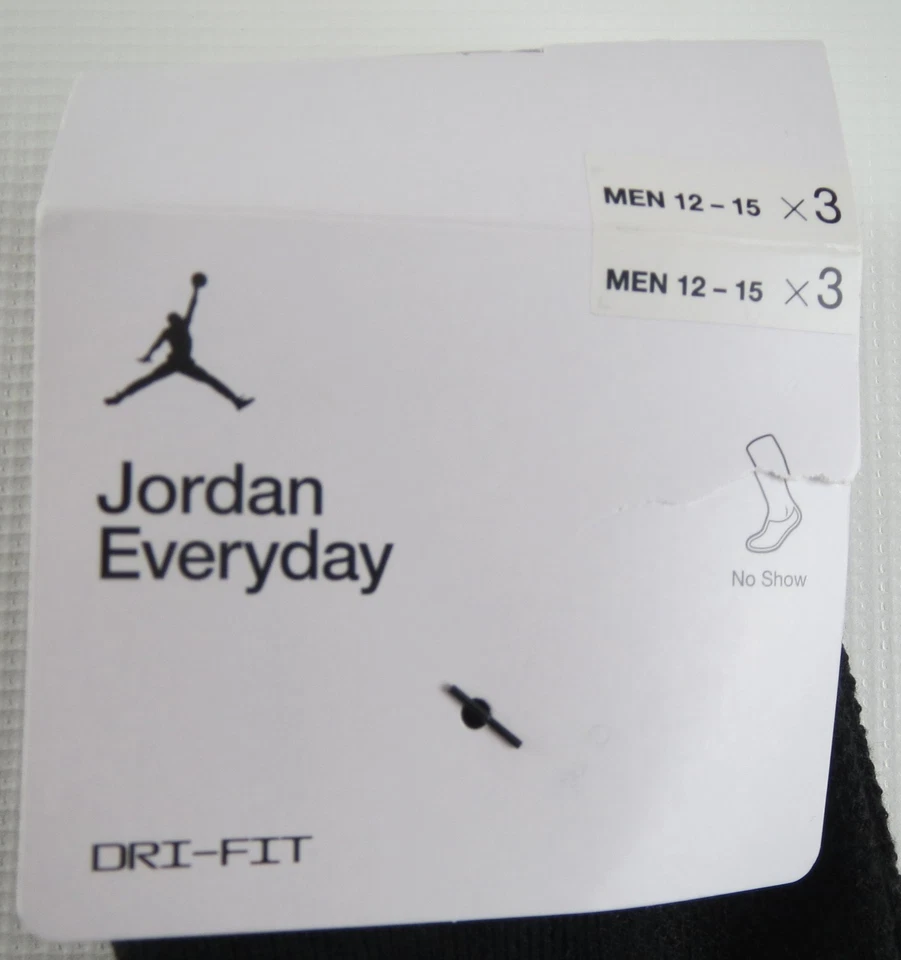 MEN 12 – 15 ×3
MEN 12 – 15 ×3
Jordan
Everyday
No Show
DRI-FIT